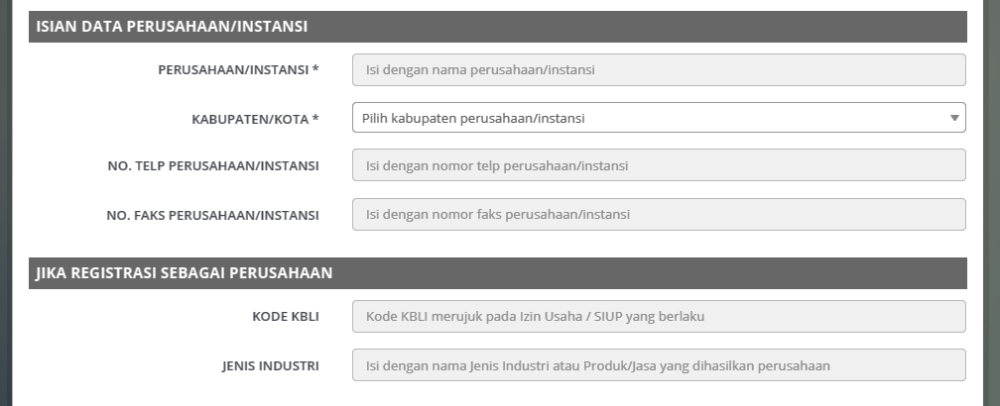 ISIAN DATA PERUSAHAAN/INSTANSI
PERUSAHAAN/INSTANSI * Isi dengan nama perusahaan/instansi
KABUPATEN/KOTA * Pilih kabupaten perusahaan/instansi
NO. TELP PERUSAHAAN/INSTANSI Isi dengan nomor telp perusahaan/instansi
NO. FAKS PERUSAHAAN/INSTANSI Isi dengan nomor faks perusahaan/instansi
JIKA REGISTRASI SEBAGAI PERUSAHAAN
KODE KBLI Kode KBLI merujuk pada Izin Usaha / SIUP yang berlaku
JENIS INDUSTRI Isi dengan nama Jenis Industri atau Produk/Jasa yang dihasilkan perusahaan